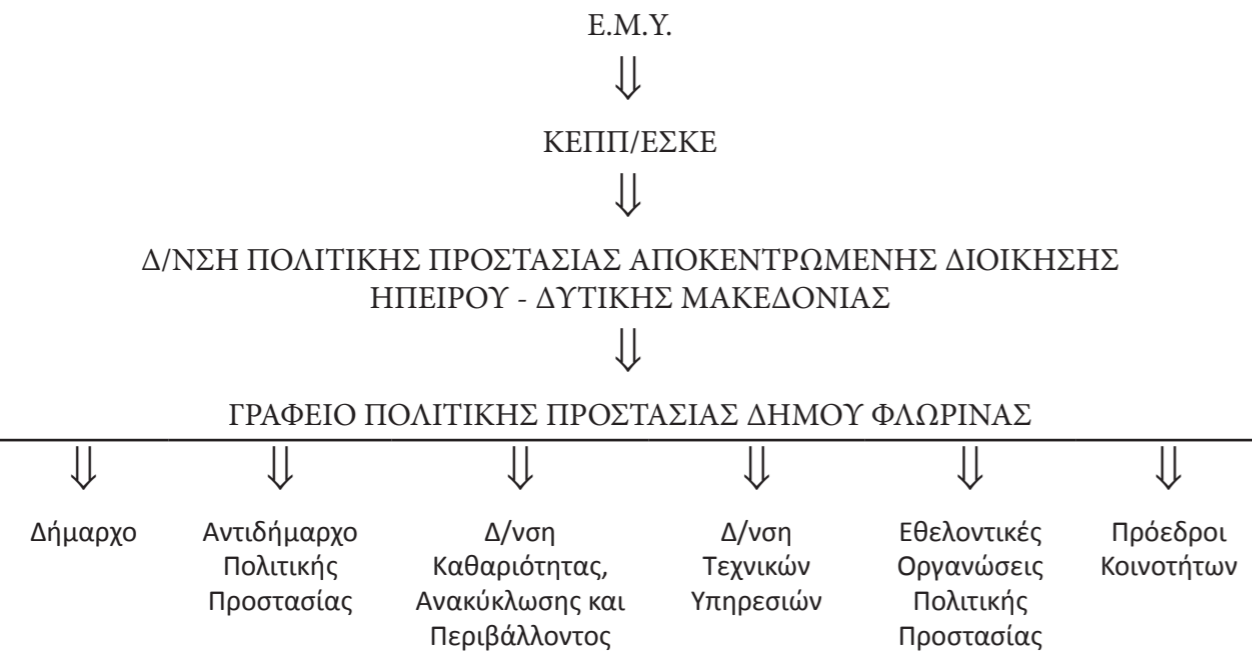 Ε.Μ.Υ.
⇓
ΚΕΠΠ/ΕΣΚΕ
⇓
Δ/ΝΣΗ ΠΟΛΙΤΙΚΗΣ ΠΡΟΣΤΑΣΙΑΣ ΑΠΟΚΕΝΤΡΩΜΕΝΗΣ ΔΙΟΙΚΗΣΗΣ
ΗΠΕΙΡΟΥ - ΔΥΤΙΚΗΣ ΜΑΚΕΔΟΝΙΑΣ
⇓
ΓΡΑΦΕΙΟ ΠΟΛΙΤΙΚΗΣ ΠΡΟΣΤΑΣΙΑΣ ΔΗΜΟΥ ΦΛΩΡΙΝΑΣ
⇓ ⇓ ⇓ ⇓ ⇓ ⇓
Δήμαρχο
Αντιδήμαρχο
Πολιτικής
Προστασίας
Δ/νση
Καθαριότητας,
Ανακύκλωσης και
Περιβάλλοντος
Δ/νση
Τεχνικών
Υπηρεσιών
Εθελοντικές
Οργανώσεις
Πολιτικής
Προστασίας
Πρόεδροι
Κοινοτήτων